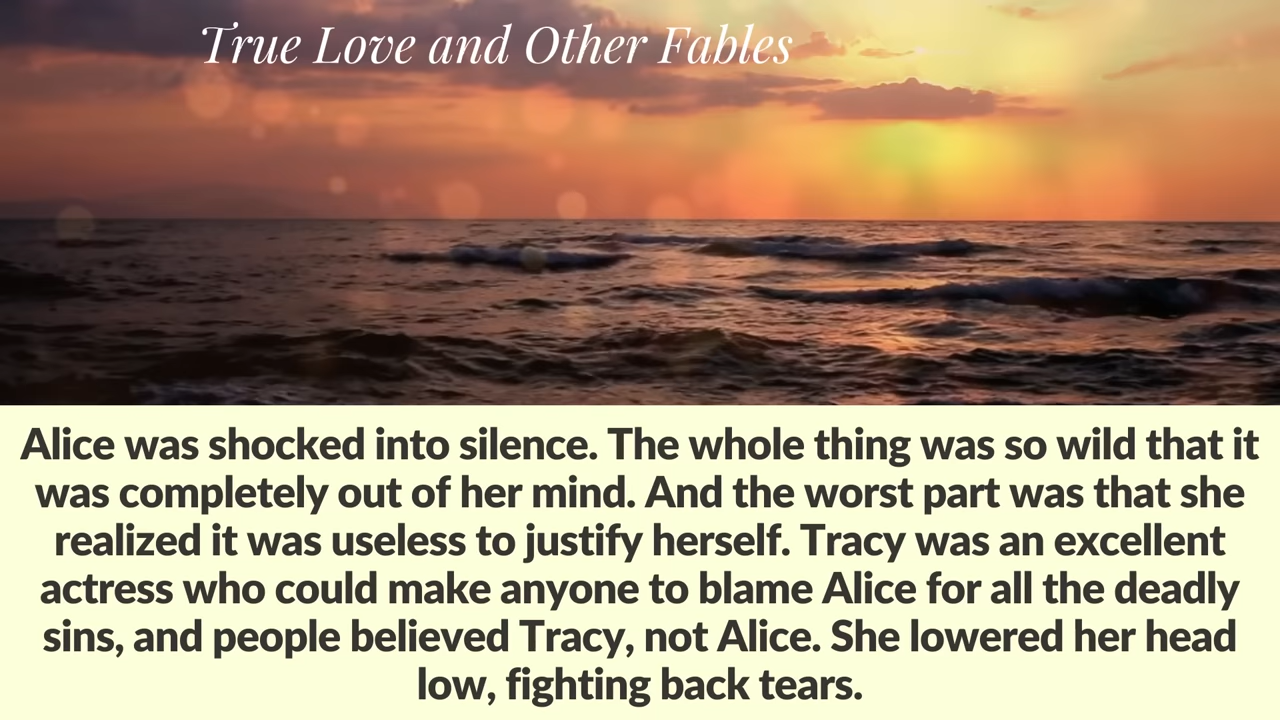 True Love and Other Fables
Alice was shocked into silence. The whole thing was so wild that it
was completely out of her mind. And the worst part was that she
realized it was useless to justify herself. Tracy was an excellent
actress who could make anyone to blame Alice for all the deadly
sins, and people believed Tracy, not Alice. She lowered her head
low, fighting back tears.